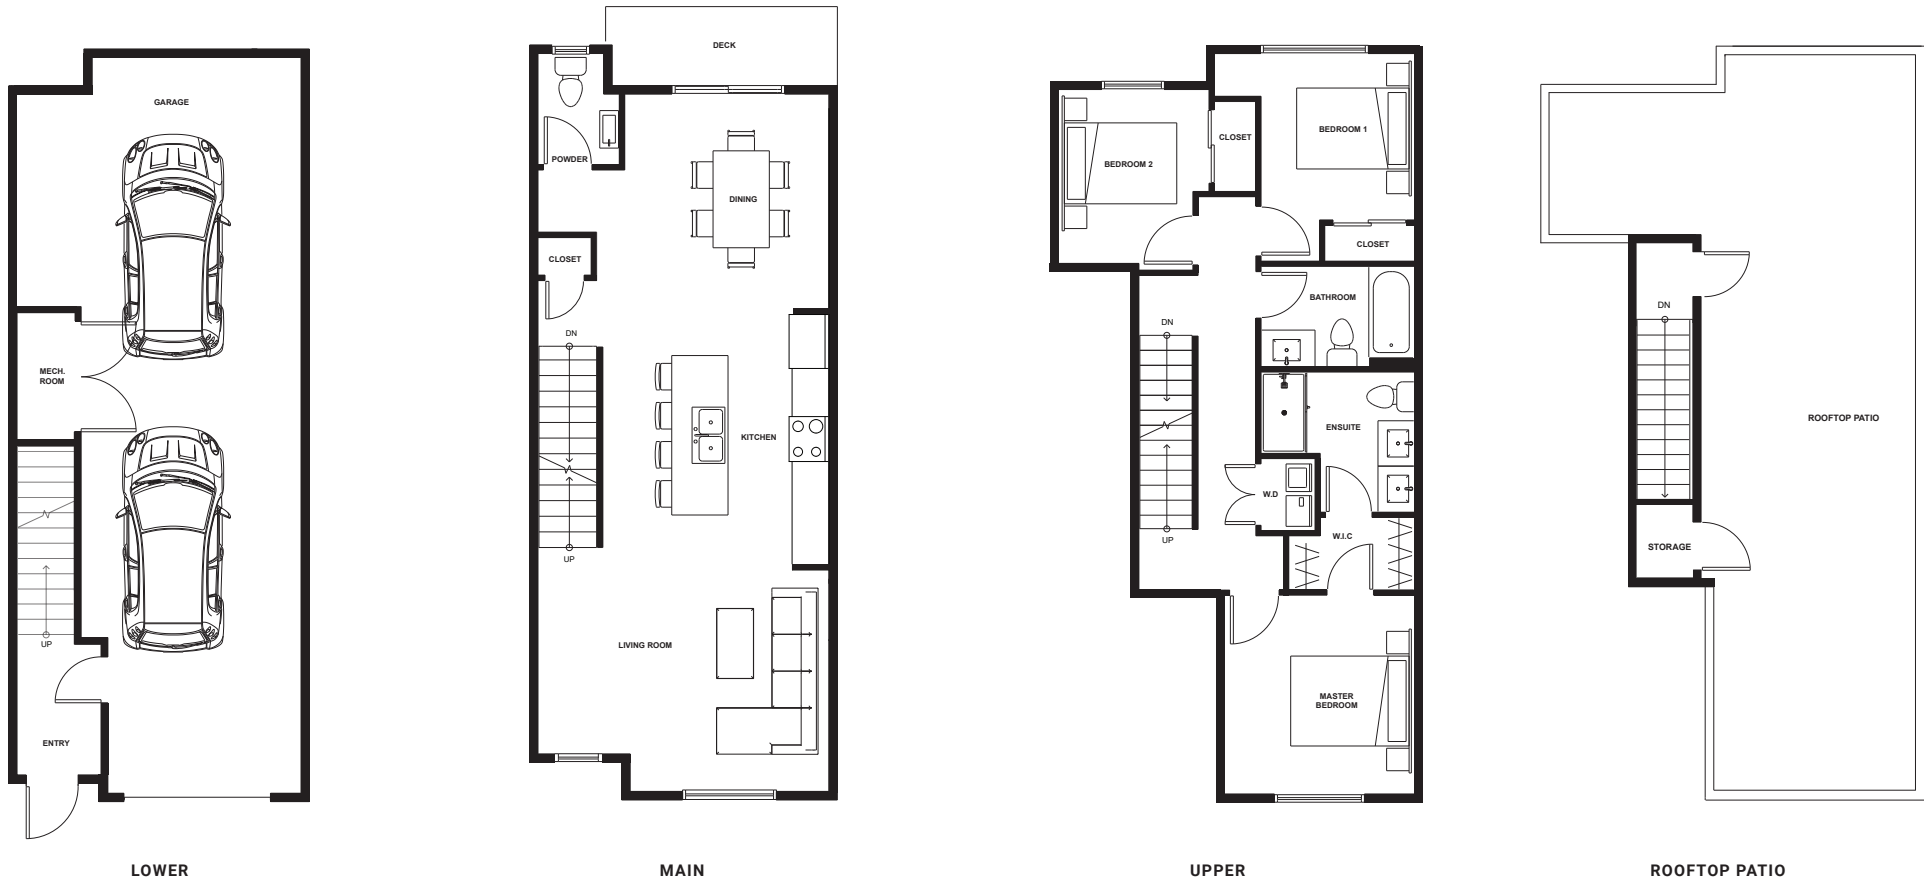 GARAGE
MECH.
ROOM
UP
ENTRY
LOWER
DECK
POWDER
DINING
CLOSET
DN
KITCHEN
UP
LIVING ROOM
MAIN
BEDROOM 1
CLOSET
BEDROOM 2
CLOSET
BATHROOM
DN
ENSUITE
W.D
W.I.C
UP
MASTER
BEDROOM
UPPER
DN
ROOFTOP PATIO
STORAGE
ROOFTOP PATIO